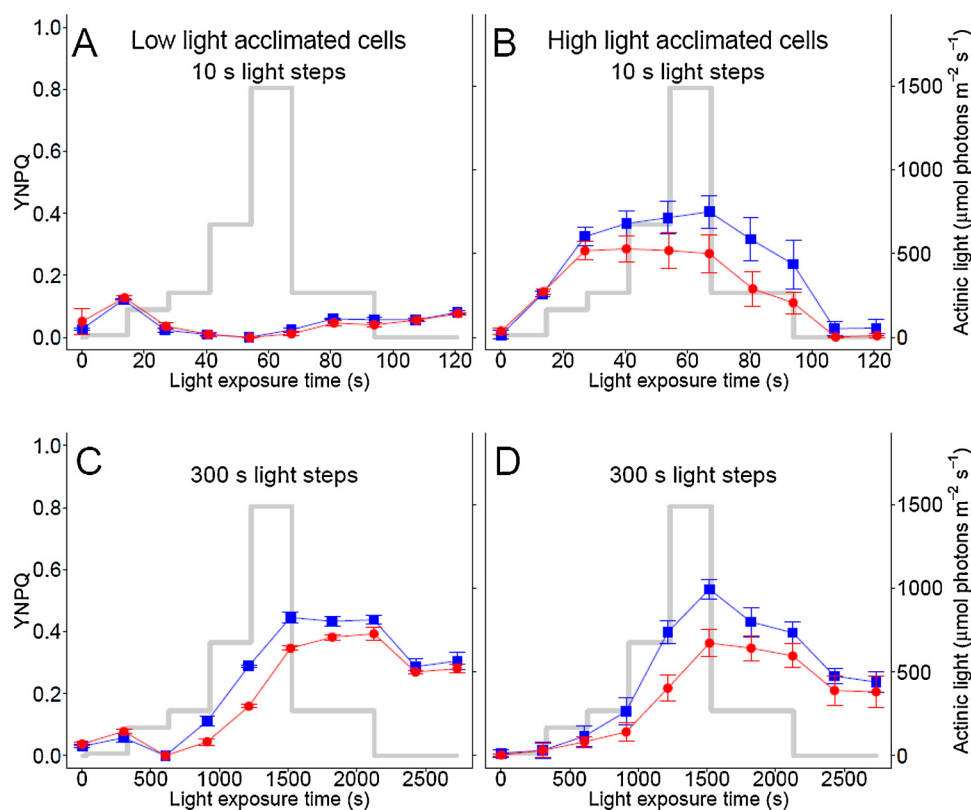 A
Low light acclimated cells
10 s light steps
B
High light acclimated cells
10 s light steps
1.0
0.8
0.6
0.4
0.2
0.0
YNPQ
1500
1000
500
0
Actinic light (μmol photons m⁻² s⁻¹)
0 20 40 60 80 100 120
Light exposure time (s)
0 20 40 60 80 100 120
Light exposure time (s)
C
300 s light steps
D
300 s light steps
1.0
0.8
0.6
0.4
0.2
0.0
YNPQ
1500
1000
500
0
Actinic light (μmol photons m⁻² s⁻¹)
0 500 1000 1500 2000 2500
Light exposure time (s)
0 500 1000 1500 2000 2500
Light exposure time (s)